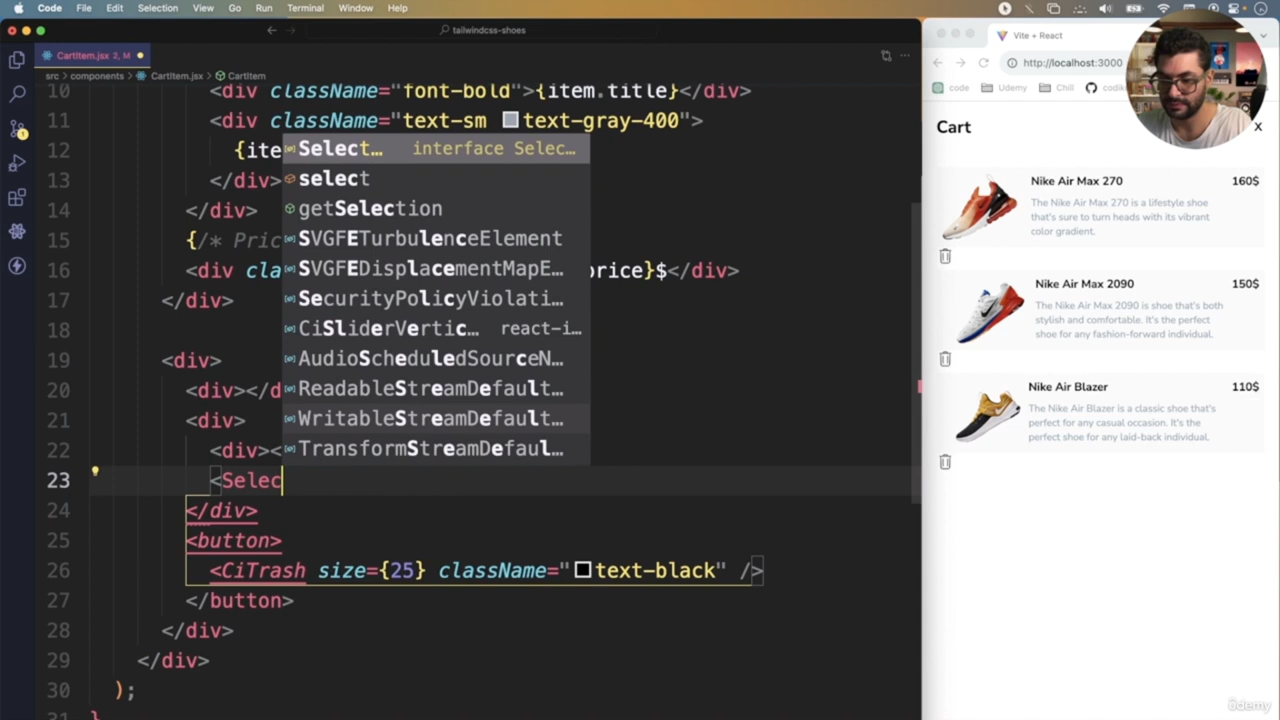 Code File Edit Selection View Go Run Terminal Window Help
tailwindcss-shoes
Vite + React
CartItem.jsx 2, M
http://localhost:3000
src > components > CartItem.jsx > CartItem
code Udemy Chill
10 <div className="font-bold">{item.title}</div>
11 <div className="text-sm text-gray-400">
12 {ite
13 </div>
14 </div>
15 {/* Pric
16 <div cla price}$</div>
17 </div>
18
19 <div>
20 <div></d
21 <div>
22 <div><
23 <Selec
24 </div>
25 <button>
26 <CiTrash size={25} className="text-black" />
27 </button>
28 </div>
29 </div>
30 );
31 }
Select… interface Selec…
select
getSelection
SVGFETurbulenceElement
SVGFEDisplacementMapE…
SecurityPolicyViolati…
CiSliderVertic… react-i…
AudioScheduledSourceN…
ReadableStreamDefault…
WritableStreamDefault…
TransformStreamDefaul…
Cart X
Nike Air Max 270 160$
The Nike Air Max 270 is a lifestyle shoe
that's sure to turn heads with its vibrant
color gradient.
Nike Air Max 2090 150$
The Nike Air Max 2090 is shoe that's both
stylish and comfortable. It's the perfect
shoe for any fashion-forward individual.
Nike Air Blazer 110$
The Nike Air Blazer is a classic shoe that's
perfect for any casual occasion. It's the
perfect shoe for any laid-back individual.
ûdemy